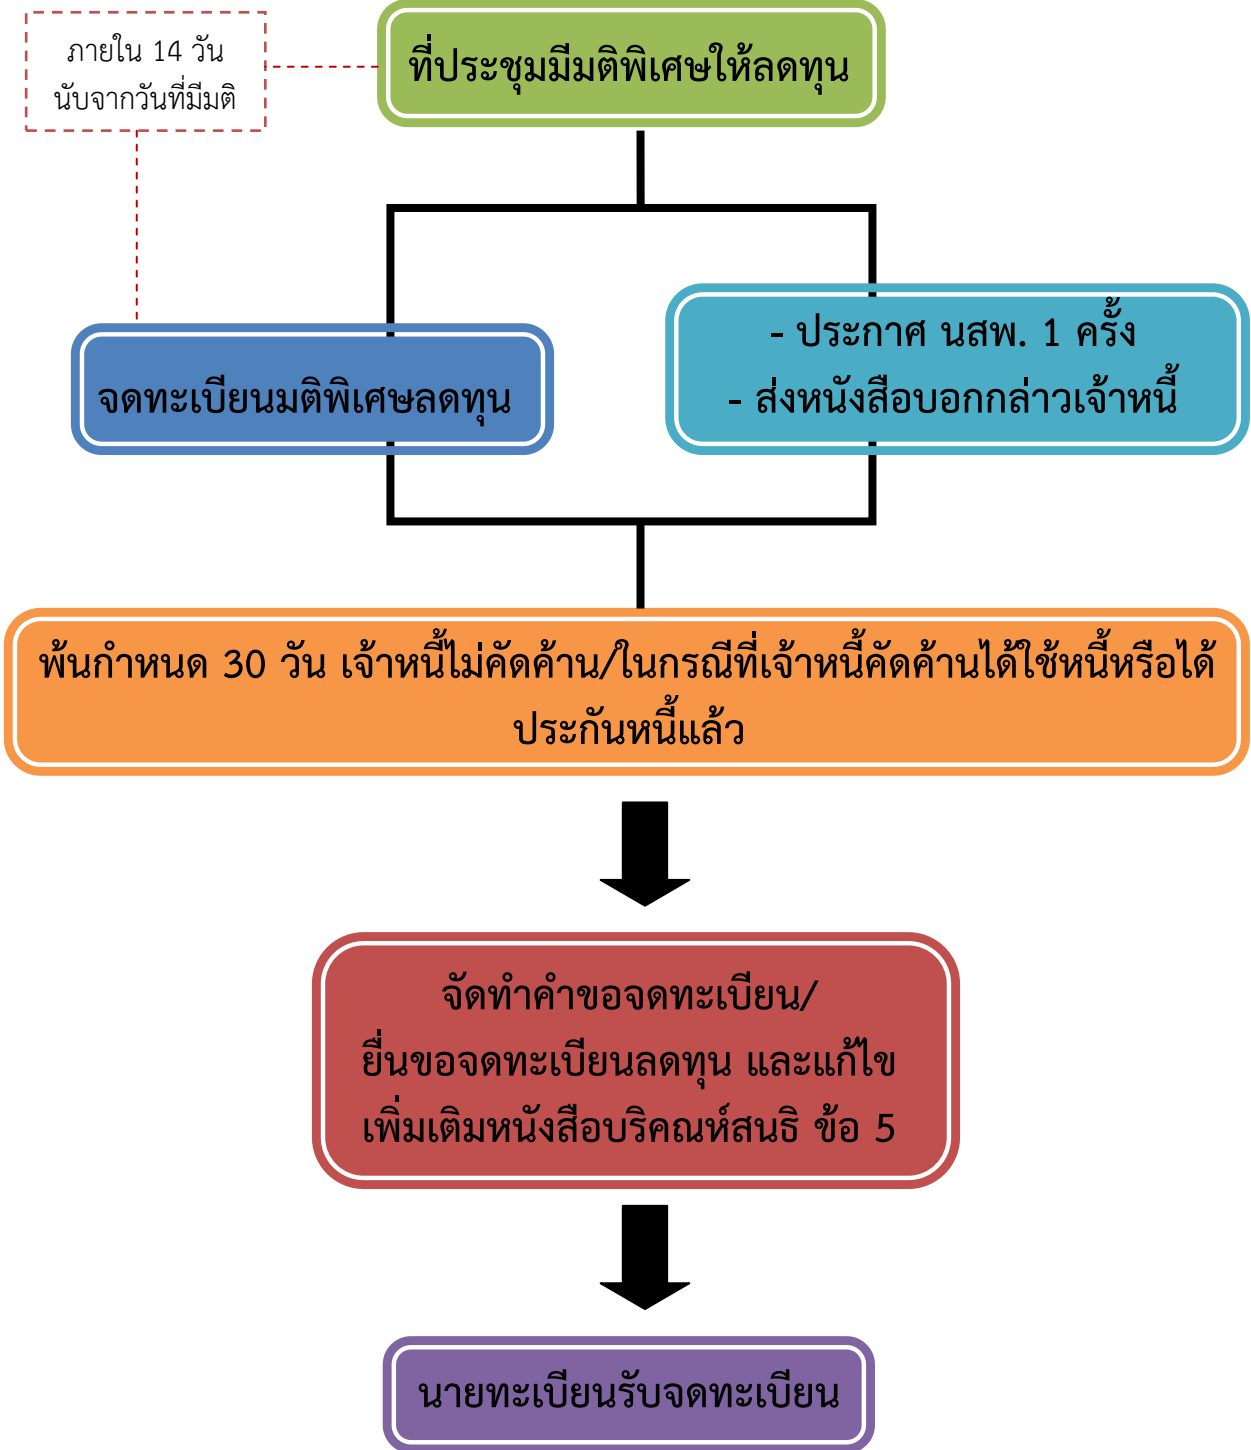 ภายใน 14 วัน
นับจากวันที่มีมติ
ที่ประชุมมีมติพิเศษให้ลดทุน
จดทะเบียนมติพิเศษลดทุน
- ประกาศ นสพ. 1 ครั้ง
- ส่งหนังสือบอกกล่าวเจ้าหนี้
พ้นกำหนด 30 วัน เจ้าหนี้ไม่คัดค้าน/ในกรณีที่เจ้าหนี้คัดค้านได้ใช้หนี้หรือได้
ประกันหนี้แล้ว
จัดทำคำขอจดทะเบียน/
ยื่นขอจดทะเบียนลดทุน และแก้ไข
เพิ่มเติมหนังสือบริคณห์สนธิ ข้อ 5
นายทะเบียนรับจดทะเบียน